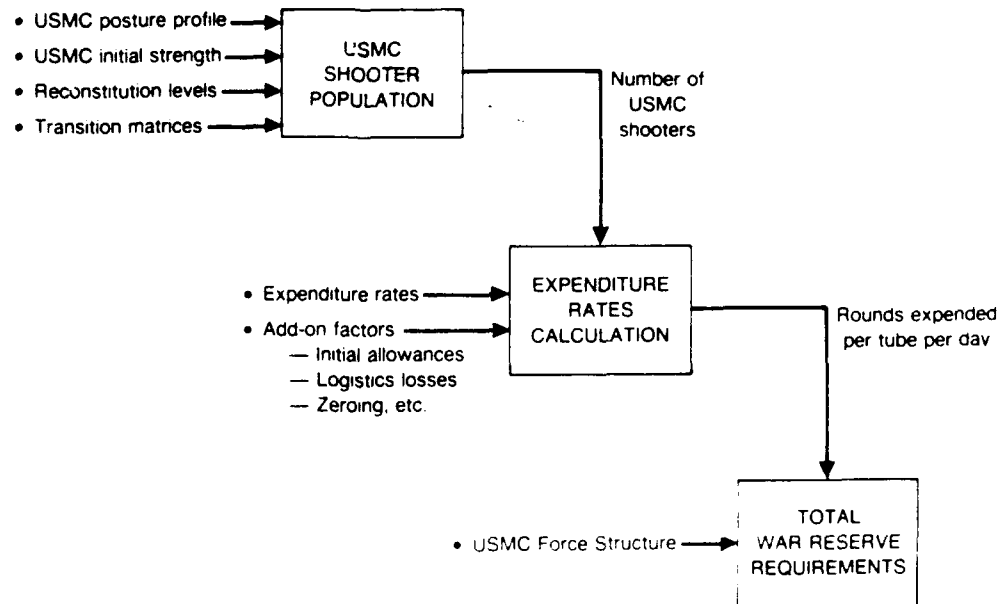 • USMC posture profile
• USMC initial strength
• Reconstitution levels
• Transition matrices
USMC
SHOOTER
POPULATION
Number of
USMC
shooters
• Expenditure rates
• Add-on factors
— Initial allowances
— Logistics losses
— Zeroing, etc.
EXPENDITURE
RATES
CALCULATION
Rounds expended
per tube per day
• USMC Force Structure
TOTAL
WAR RESERVE
REQUIREMENTS